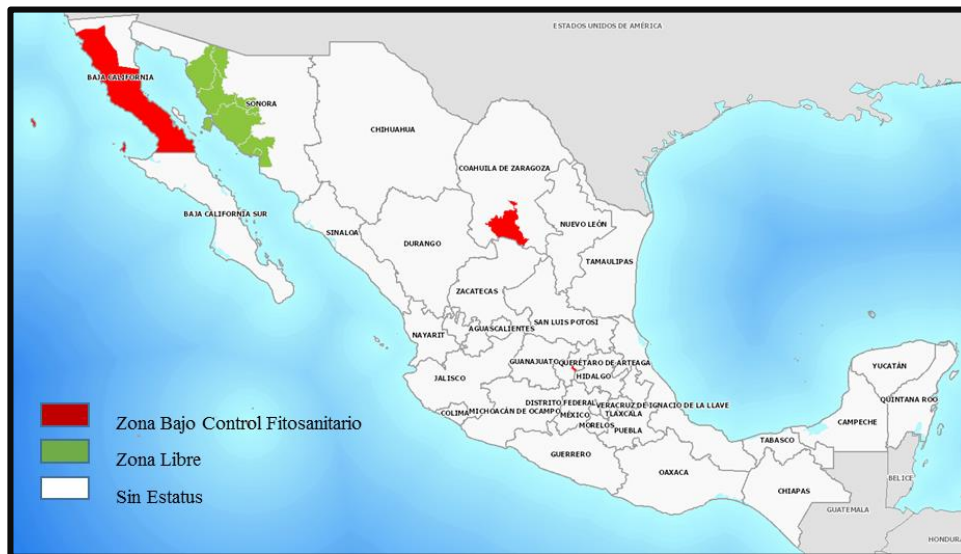 ESTADOS UNIDOS DE AMÉRICA
BAJA CALIFORNIA
SONORA
CHIHUAHUA
COAHUILA DE ZARAGOZA
BAJA CALIFORNIA SUR
SINALOA
DURANGO
NUEVO LEÓN
TAMAULIPAS
ZACATECAS
SAN LUIS POTOSI
NAYARIT
AGUASCALIENTES
GUANAJUATO
QUERÉTARO DE ARTEAGA
HIDALGO
JALISCO
COLIMA
MICHOACÁN DE OCAMPO
DISTRITO FEDERAL
MÉXICO
MORELOS
VERACRUZ DE IGNACIO DE LA LLAVE
TLAXCALA
PUEBLA
GUERRERO
OAXACA
TABASCO
CHIAPAS
CAMPECHE
YUCATÁN
QUINTANA ROO
BELICE
GUATEMALA
HONDURA
Zona Bajo Control Fitosanitario
Zona Libre
Sin Estatus